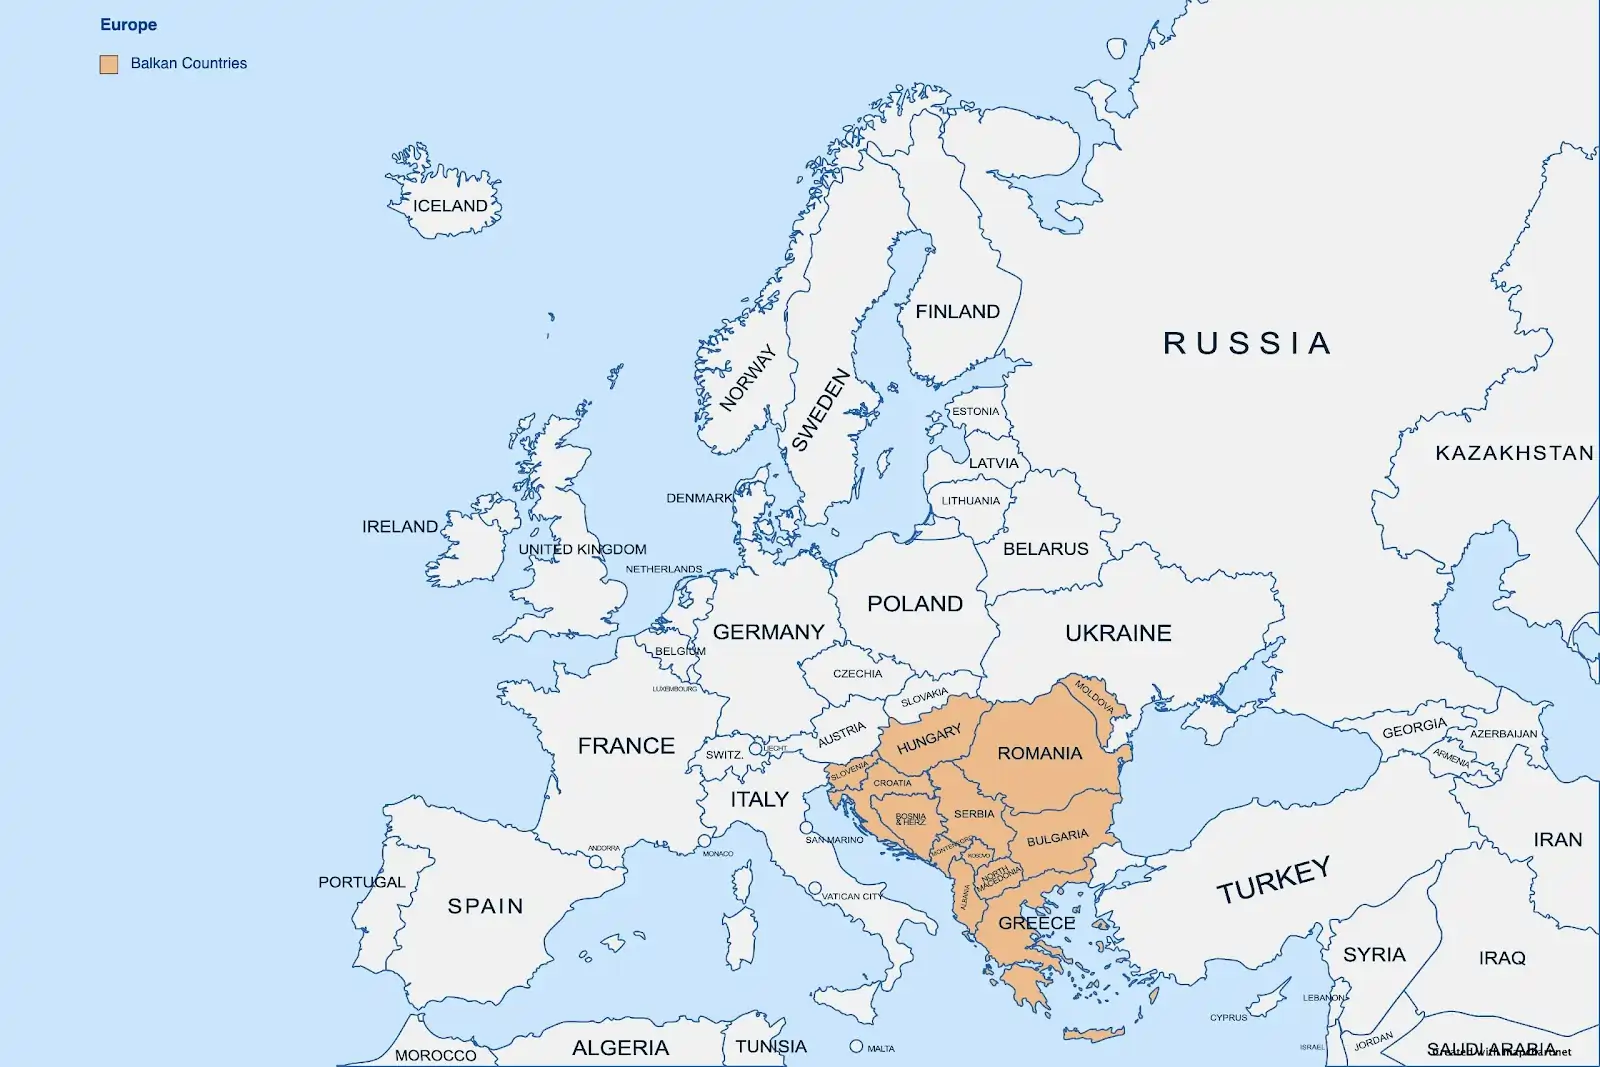 Europe
Balkan Countries
ICELAND
FINLAND
RUSSIA
NORWAY
SWEDEN
ESTONIA
KAZAKHSTAN
LATVIA
DENMARK
LITHUANIA
IRELAND
UNITED KINGDOM
BELARUS
NETHERLANDS
POLAND
GERMANY
UKRAINE
BELGIUM
CZECHIA
LUXEMBOURG
SLOVAKIA
MOLDOVA
AUSTRIA
HUNGARY
GEORGIA
AZERBAIJAN
FRANCE
SWITZ.
LIECHT.
ROMANIA
ARMENIA
SLOVENIA
CROATIA
ITALY
BOSNIA
& HERZ.
SERBIA
BULGARIA
SAN MARINO
IRAN
ANDORRA
MONACO
MONTENEGRO
KOSOVO
NORTH
MACEDONIA
TURKEY
PORTUGAL
SPAIN
VATICAN CITY
ALBANIA
GREECE
SYRIA
IRAQ
LEBANON
CYPRUS
MOROCCO
ALGERIA
TUNISIA
MALTA
ISRAEL
JORDAN
SAUDI ARABIA
Created with mapchart.net